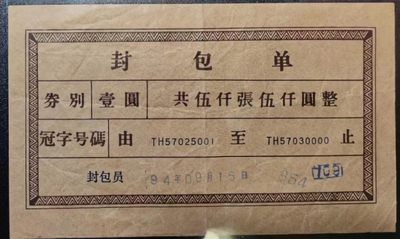 封包单
券別 壹圓 共伍仟張伍仟圓整
冠字号碼 由 TH57025001 至 TH57030000 止
封包员 94年09月15日